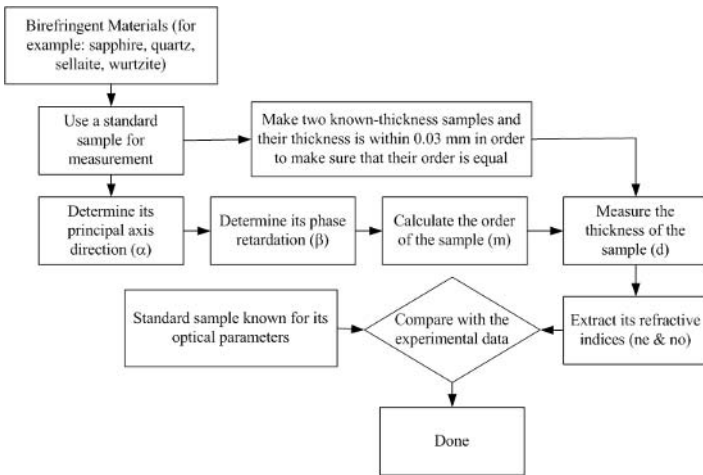 Birefringent Materials (for
example: sapphire, quartz,
sellaite, wurtzite)
Use a standard
sample for
measurement
Make two known-thickness samples and
their thickness is within 0.03 mm in order
to make sure that their order is equal
Determine its
principal axis
direction (α)
Determine its phase
retardation (β)
Calculate the order
of the sample (m)
Measure the
thickness of the
sample (d)
Standard sample known for its
optical parameters
Compare with the
experimental data
Extract its refractive
indices (ne & no)
Done